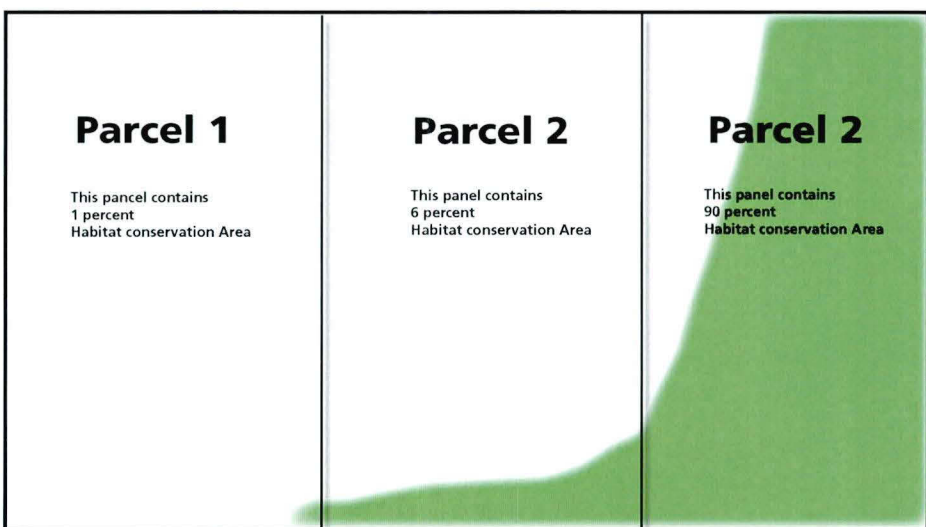 Parcel 1
This pancel contains
1 percent
Habitat conservation Area
Parcel 2
This panel contains
6 percent
Habitat conservation Area
Parcel 2
This panel contains
90 percent
Habitat conservation Area